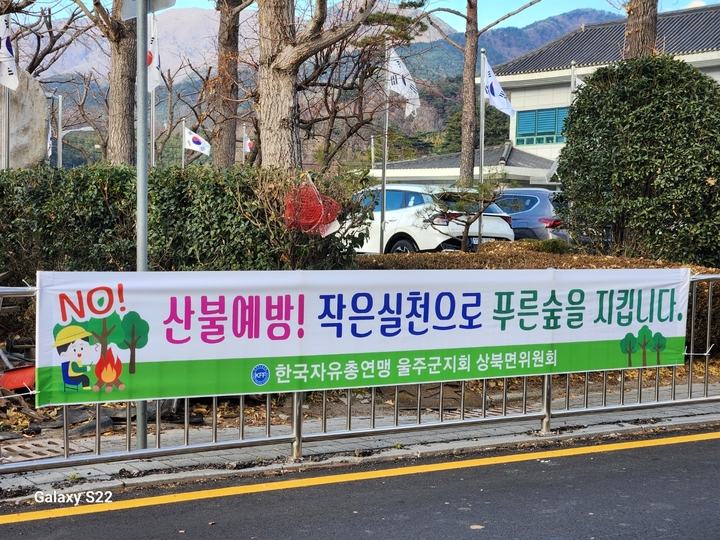 NO!
산불예방! 작은실천으로 푸른숲을 지킵니다.
KFF 한국자유총연맹 울주군지회 상북면위원회
Galaxy S22